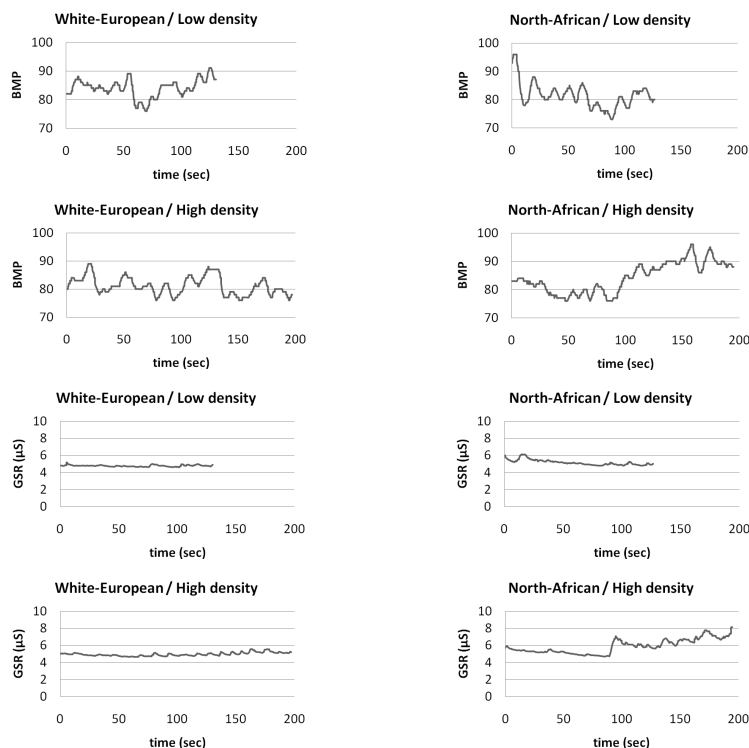 White-European / Low density
100
90
80
70
BMP
0 50 100 150 200
time (sec)
North-African / Low density
100
90
80
70
BMP
0 50 100 150 200
time (sec)
White-European / High density
100
90
80
70
BMP
0 50 100 150 200
time (sec)
North-African / High density
100
90
80
70
BMP
0 50 100 150 200
time (sec)
White-European / Low density
10
8
6
4
2
0
GSR (μS)
0 50 100 150 200
time (sec)
North-African / Low density
10
8
6
4
2
0
GSR (μS)
0 50 100 150 200
time (sec)
White-European / High density
10
8
6
4
2
0
GSR (μS)
0 50 100 150 200
time (sec)
North-African / High density
10
8
6
4
2
0
GSR (μS)
0 50 100 150 200
time (sec)